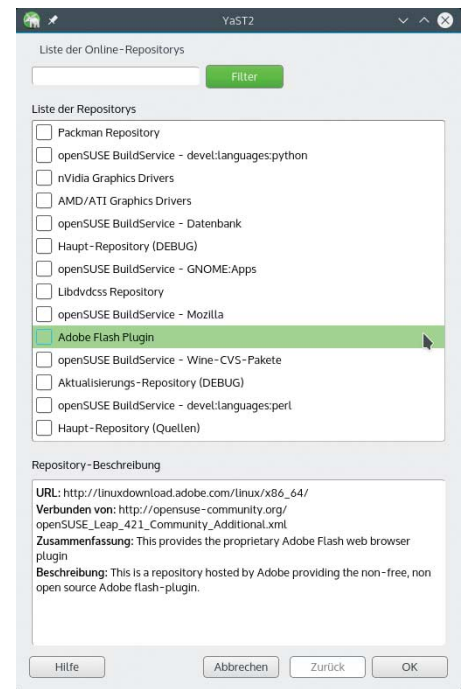 YaST2
Liste der Online-Repositorys
Filter
Liste der Repositorys
Packman Repository
openSUSE BuildService - devel:languages:python
nVidia Graphics Drivers
AMD/ATI Graphics Drivers
openSUSE BuildService - Datenbank
Haupt-Repository (DEBUG)
openSUSE BuildService - GNOME:Apps
Libdvdcss Repository
openSUSE BuildService - Mozilla
Adobe Flash Plugin
openSUSE BuildService - Wine-CVS-Pakete
Aktualisierungs-Repository (DEBUG)
openSUSE BuildService - devel:languages:perl
Haupt-Repository (Quellen)
Repository-Beschreibung
URL: http://linuxdownload.adobe.com/linux/x86_64/
Verbunden von: http://opensuse-community.org/
openSUSE_Leap_421_Community_Additional.xml
Zusammenfassung: This provides the proprietary Adobe Flash web browser
plugin
Beschreibung: This is a repository hosted by Adobe providing the non-free, non
open source Adobe flash-plugin.
Hilfe
Abbrechen
Zurück
OK